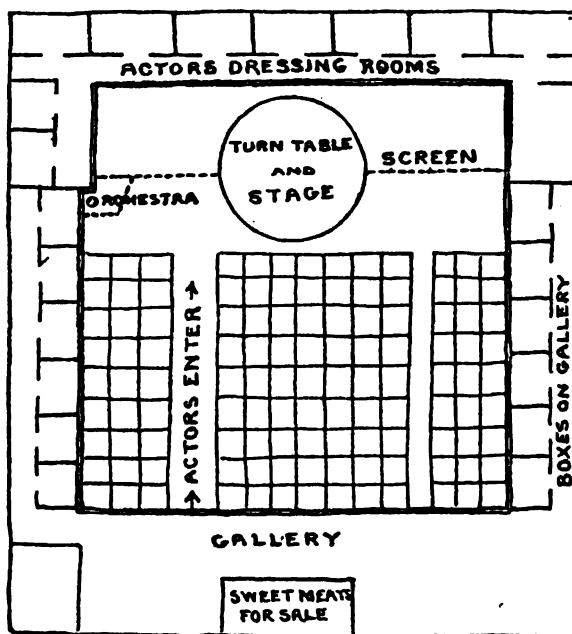 ACTORS DRESSING ROOMS
TURN TABLE
AND
STAGE
SCREEN
ORCHESTRA
ACTORS ENTER
BOXES ON GALLERY
GALLERY
SWEET MEATS
FOR SALE